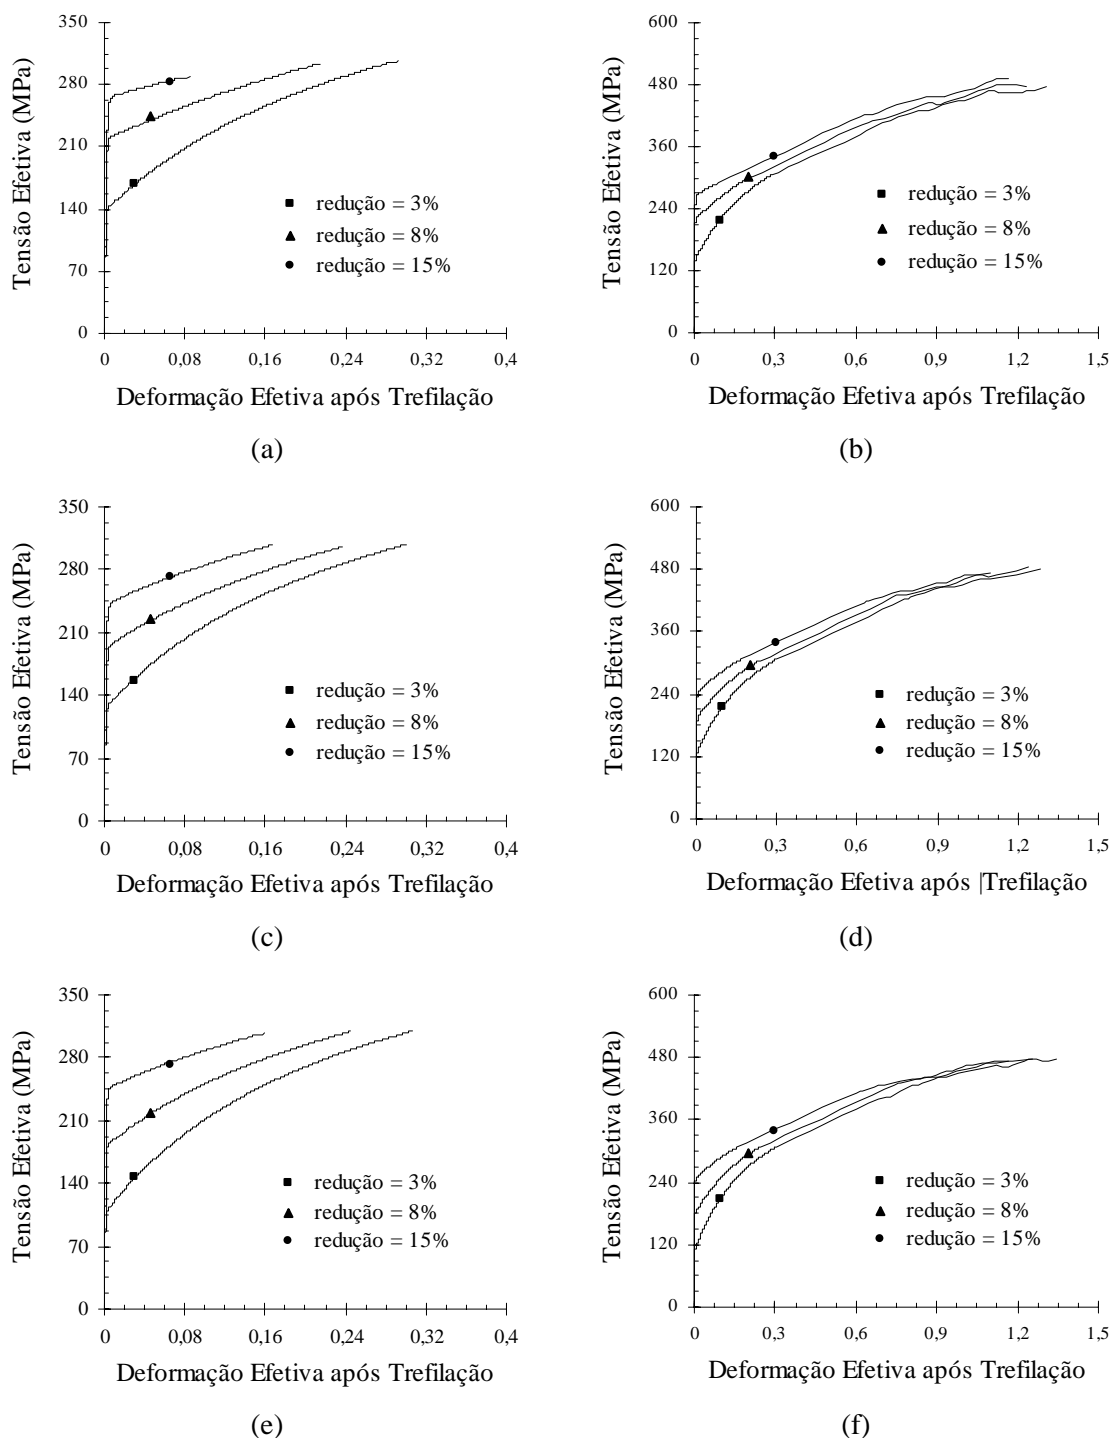 350
280
210
140
70
0
0
0,08
0,16
0,24
0,32
0,4
Tensão Efetiva (MPa)
redução = 3%
redução = 8%
redução = 15%
Deformação Efetiva após Trefilação
(a)
600
480
360
240
120
0
0
0,3
0,6
0,9
1,2
1,5
Tensão Efetiva (MPa)
redução = 3%
redução = 8%
redução = 15%
Deformação Efetiva após Trefilação
(b)
350
280
210
140
70
0
0
0,08
0,16
0,24
0,32
0,4
Tensão Efetiva (MPa)
redução = 3%
redução = 8%
redução = 15%
Deformação Efetiva após Trefilação
(c)
600
480
360
240
120
0
0
0,3
0,6
0,9
1,2
1,5
Tensão Efetiva (MPa)
redução = 3%
redução = 8%
redução = 15%
Deformação Efetiva após |Trefilação
(d)
350
280
210
140
70
0
0
0,08
0,16
0,24
0,32
0,4
Tensão Efetiva (MPa)
redução = 3%
redução = 8%
redução = 15%
Deformação Efetiva após Trefilação
(e)
600
480
360
240
120
0
0
0,3
0,6
0,9
1,2
1,5
Tensão Efetiva (MPa)
redução = 3%
redução = 8%
redução = 15%
Deformação Efetiva após Trefilação
(f)